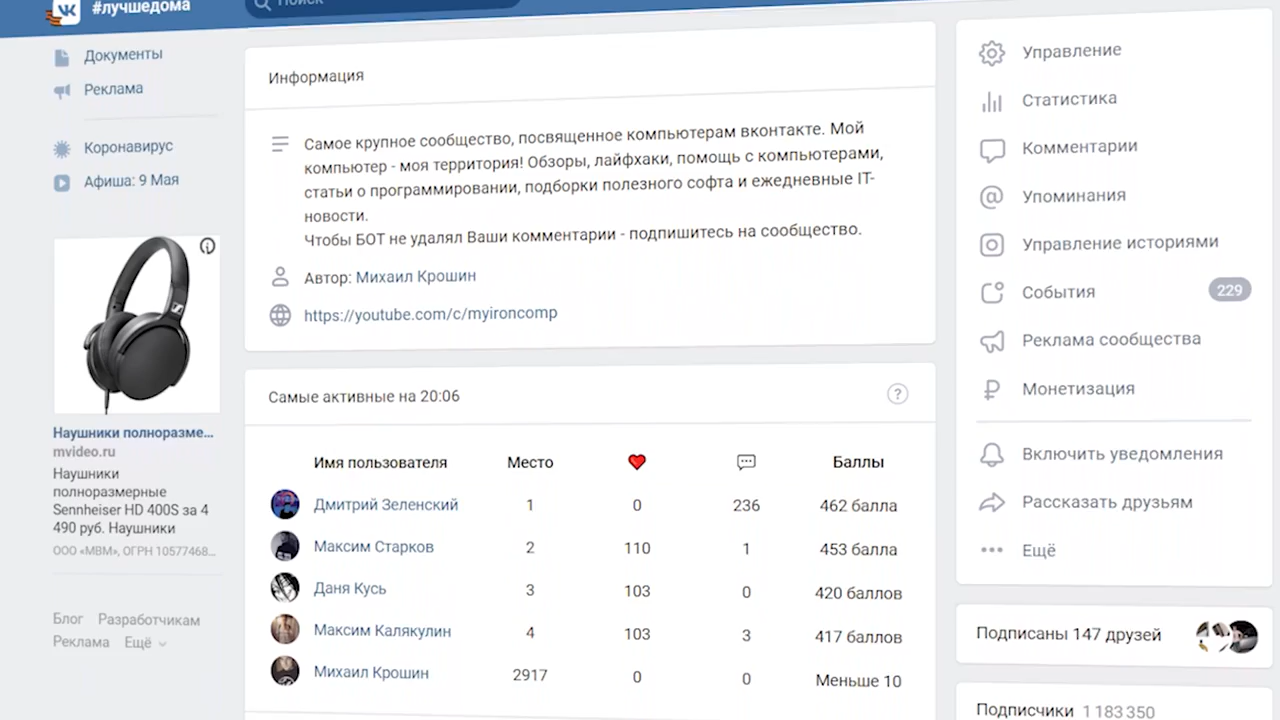 #лучшедома
Поиск
Документы
Реклама
Коронавирус
Афиша: 9 Мая
Наушники полноразме...
mvideo.ru
Наушники
полноразмерные
Sennheiser HD 400S за 4
490 руб. Наушники
ООО «МВМ», ОГРН 10577468...
Блог Разработчикам
Реклама Ещё
Информация
Самое крупное сообщество, посвященное компьютерам вконтакте. Мой
компьютер - моя территория! Обзоры, лайфхаки, помощь с компьютерами,
статьи о программировании, подборки полезного софта и ежедневные IT-
новости.
Чтобы БОТ не удалял Ваши комментарии - подпишитесь на сообщество.
Автор: Михаил Крошин
https://youtube.com/c/myironcomp
Самые активные на 20:06
?
Имя пользователя Место Баллы
Дмитрий Зеленский 1 0 236 462 балла
Максим Старков 2 110 1 453 балла
Даня Кусь 3 103 0 420 баллов
Максим Калякулин 4 103 3 417 баллов
Михаил Крошин 2917 0 0 Меньше 10
Управление
Статистика
Комментарии
Упоминания
Управление историями
События 229
Реклама сообщества
Монетизация
Включить уведомления
Рассказать друзьям
Ещё
Подписаны 147 друзей
Подписчики 1 183 350